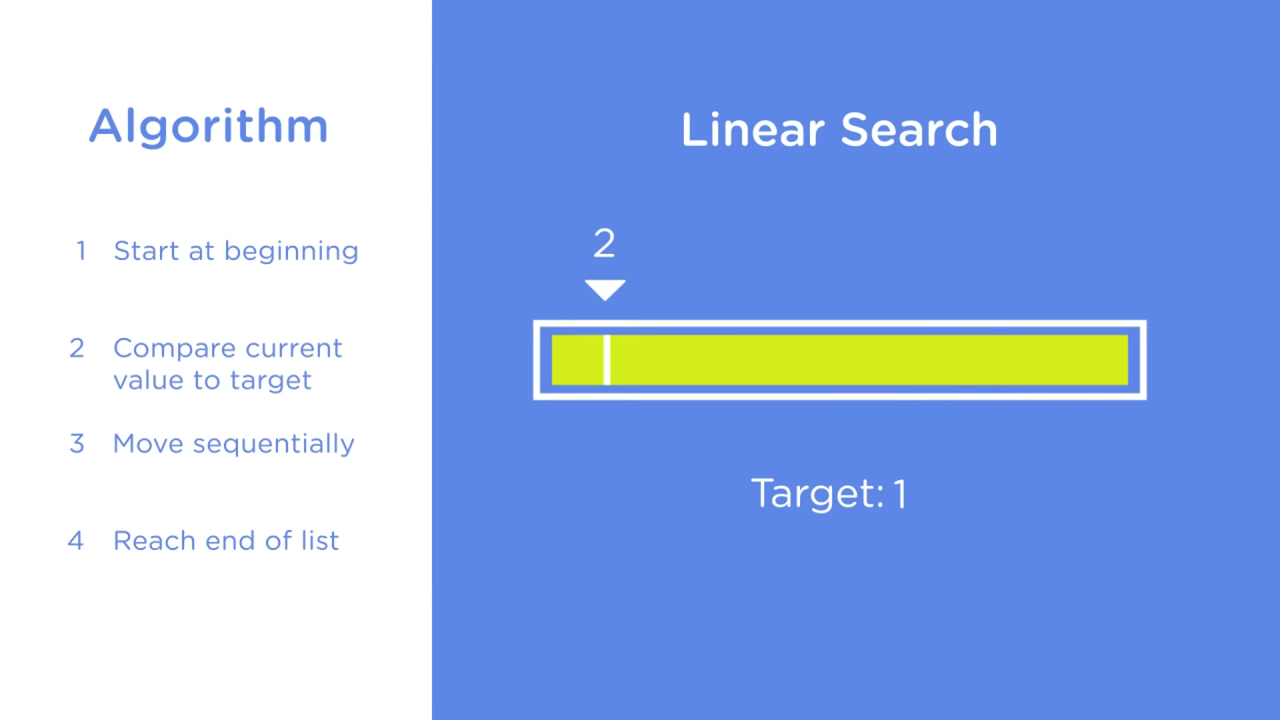 Algorithm
1 Start at beginning
2 Compare current
value to target
3 Move sequentially
4 Reach end of list
Linear Search
2
Target: 1